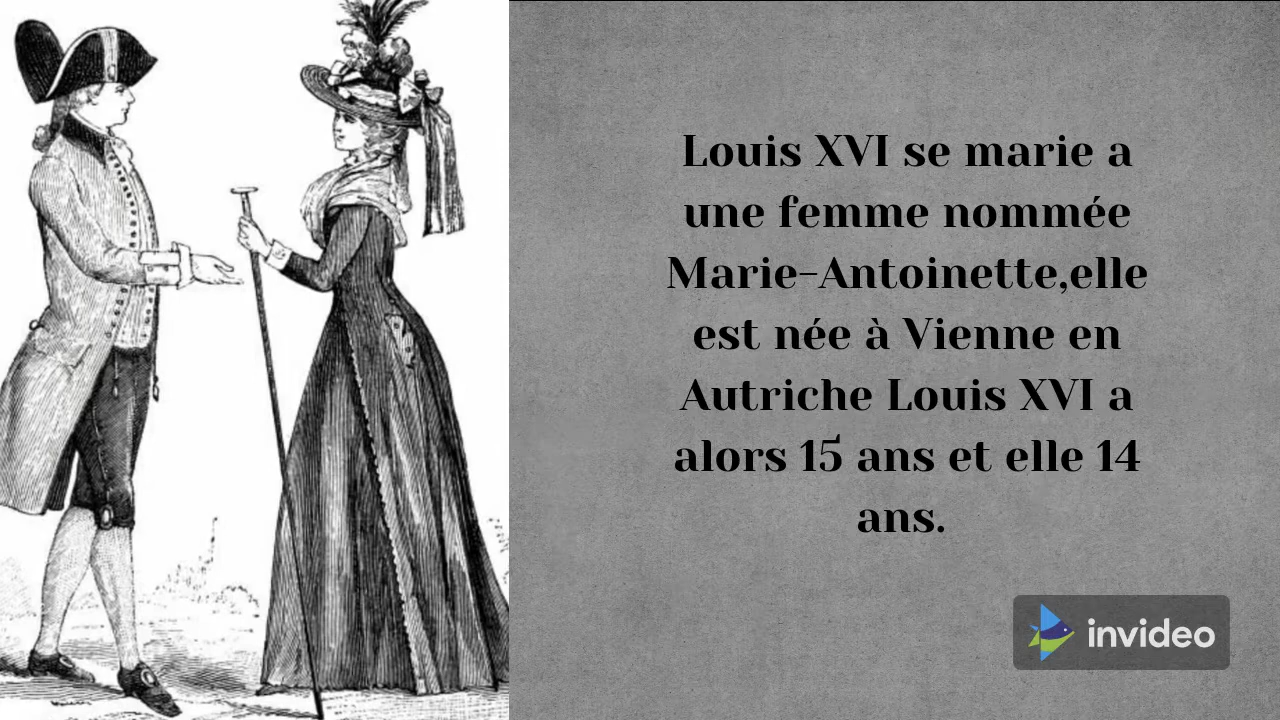 Louis XVI se marie a
une femme nommée
Marie-Antoinette,elle
est née à Vienne en
Autriche Louis XVI a
alors 15 ans et elle 14
ans.
invideo